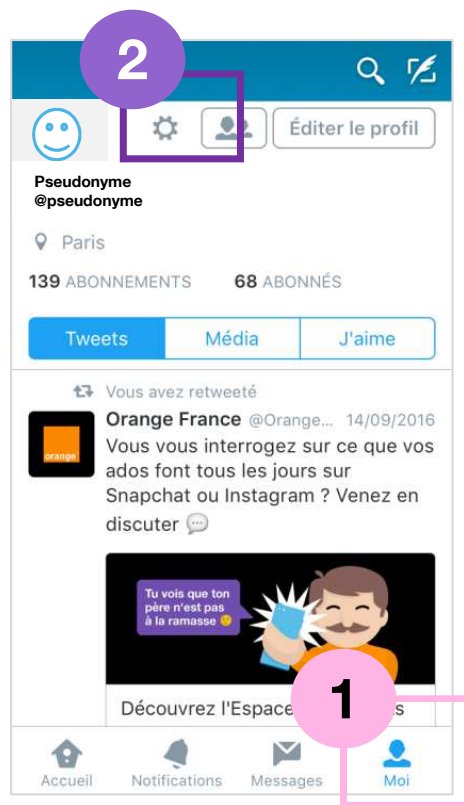 2
Éditer le profil
Pseudonyme
@pseudonyme
Paris
139 ABONNEMENTS 68 ABONNÉS
Tweets Média J'aime
Vous avez retweeté
Orange France @Orange... 14/09/2016
orange
Vous vous interrogez sur ce que vos
ados font tous les jours sur
Snapchat ou Instagram ? Venez en
discuter 💬
Tu vois que ton
père n'est pas
à la ramasse 🙂
Découvrez l'Espace
1
Accueil Notifications Messages Moi